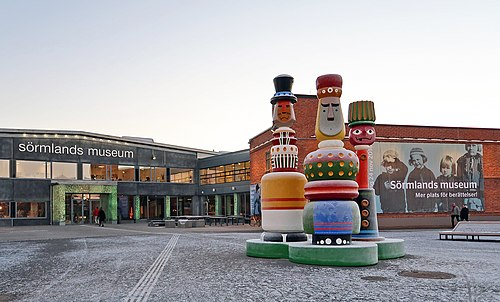 sörmlands museum
Sörmlands museum
Mer plats för berättelser!